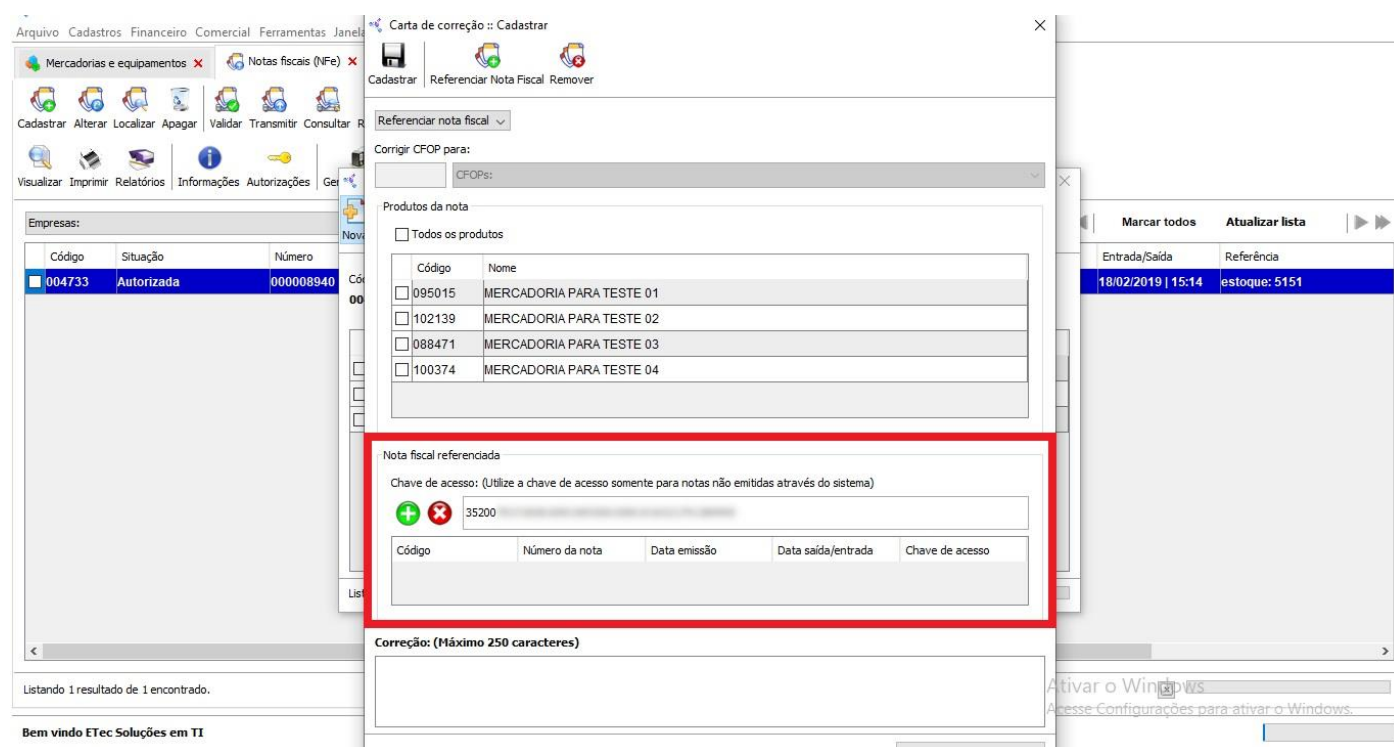 Carta de correção :: Cadastrar
Arquivo Cadastros Financeiro Comercial Ferramentas
Mercadorias e equipamentos
Notas fiscais (NFe)
Cadastrar Referenciar Nota Fiscal Remover
Cadastrar Alterar Localizar Apagar Validar Transmitir Consultar
Referenciar nota fiscal
Corrigir CFOP para:
CFOPs:
Visualizar Imprimir Relatórios Informações Autorizações
Produtos da nota
Todos os produtos
Empresas:
Marcar todos Atualizar lista
Código Situação Número
Entrada/Saída Referência
004733 Autorizada 000008940
18/02/2019 | 15:14 estoque: 5151
Código Nome
095015 MERCADORIA PARA TESTE 01
102139 MERCADORIA PARA TESTE 02
088471 MERCADORIA PARA TESTE 03
100374 MERCADORIA PARA TESTE 04
Nota fiscal referenciada
Chave de acesso: (Utilize a chave de acesso somente para notas não emitidas através do sistema)
35200
Código Número da nota Data emissão Data saída/entrada Chave de acesso
Correção: (Máximo 250 caracteres)
Listando 1 resultado de 1 encontrado.
Ativar o Windows
Acesse Configurações para ativar o Windows.
Bem vindo ETec Soluções em TI